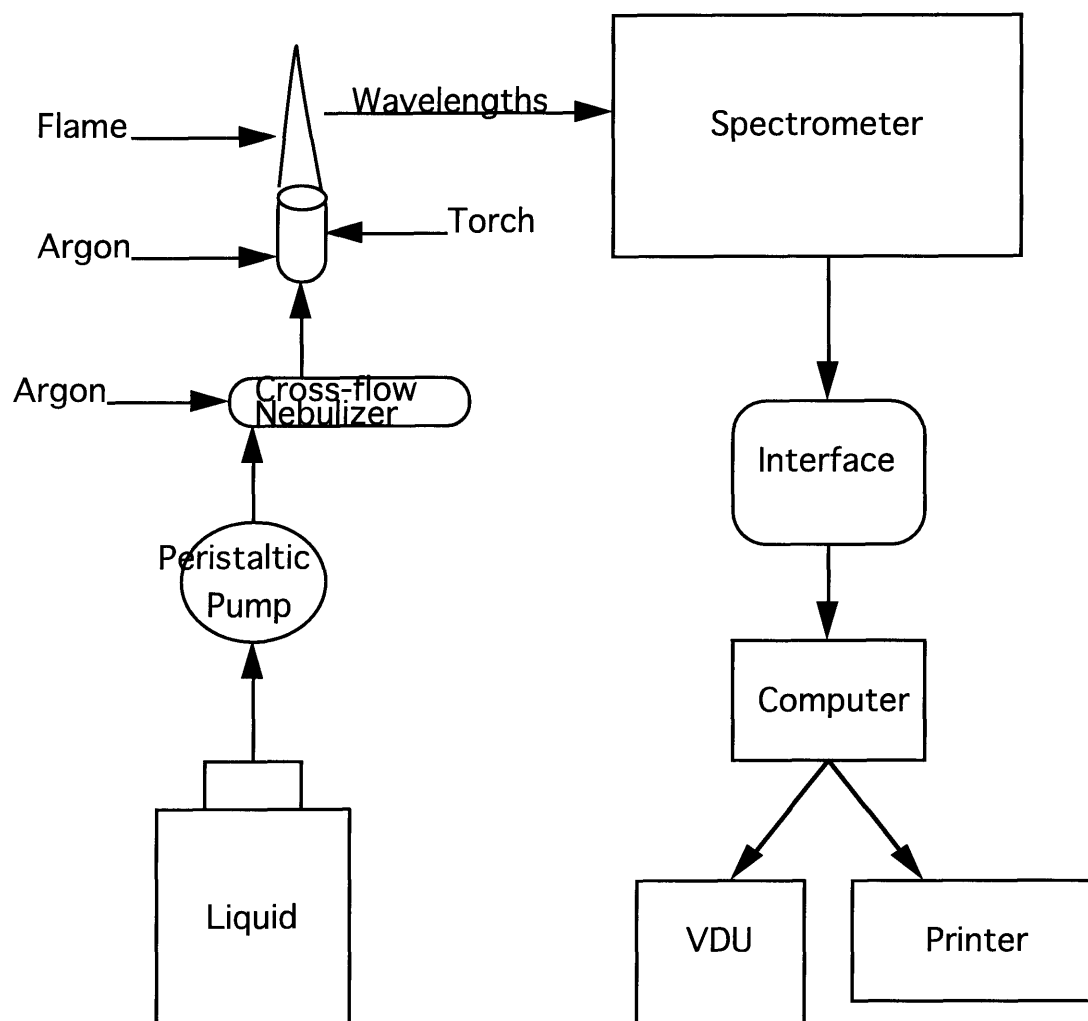 Wavelengths
Spectrometer
Flame
Torch
Argon
Argon
Cross-flow
Nebulizer
Interface
Peristaltic
Pump
Computer
Liquid
VDU
Printer